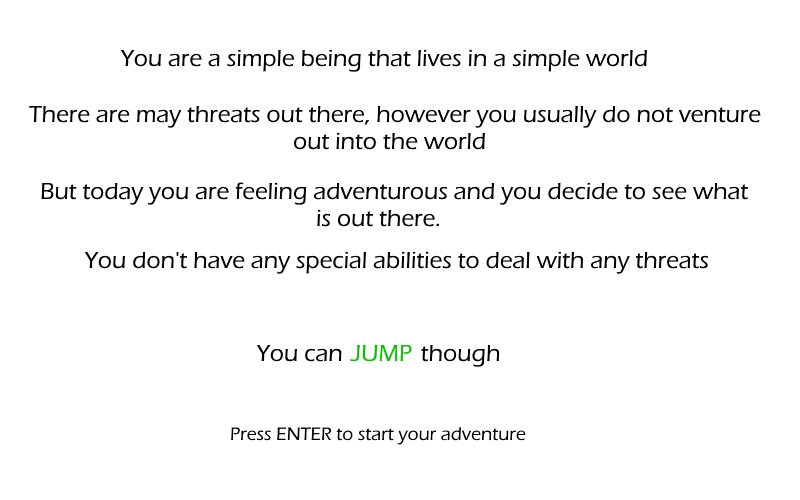 You are a simple being that lives in a simple world
There are may threats out there, however you usually do not venture
out into the world
But today you are feeling adventurous and you decide to see what
is out there.
You don't have any special abilities to deal with any threats
You can JUMP though
Press ENTER to start your adventure